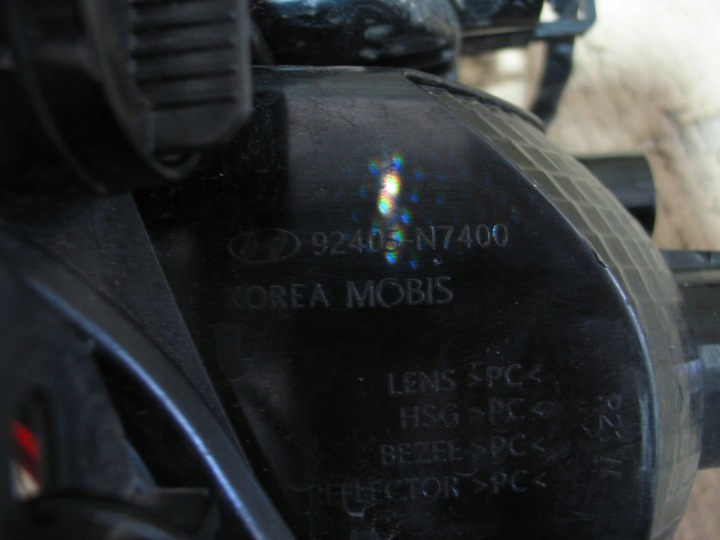 92405-N7400
KOREA MOBIS
LENS >PC<
HSG >PC<
BEZEL >PC<
REFLECTOR >PC<